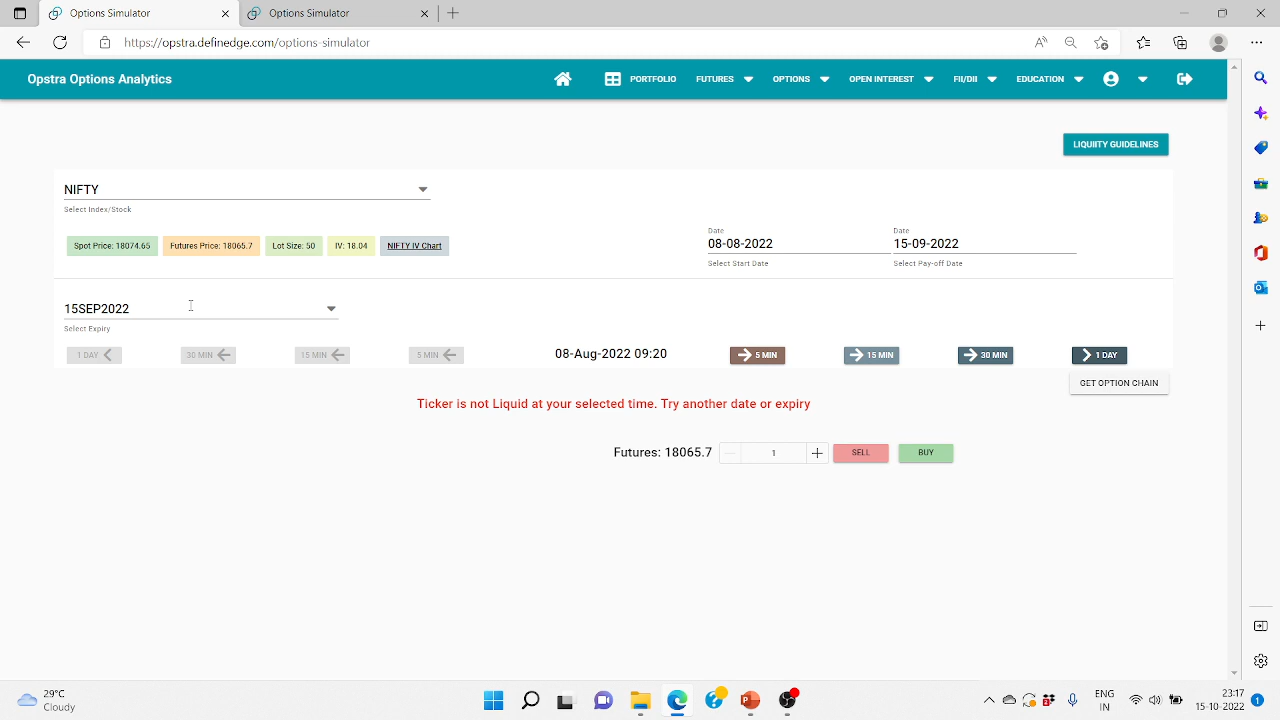 Opstra Simulator
Opstra Simulator
https://opstra.definedge.com/options-simulator
Opstra Options Analytics
PORTFOLIO
FUTURES
OPTIONS
OPEN INTEREST
FII/DII
EDUCATION
LIQUIITY GUIDELINES
NIFTY
Select Index/Stock
Spot Price: 18074.65
Futures Price: 18065.7
Lot Size: 50
IV: 18.04
NIFTY IV Chart
Date
08-08-2022
Select Start Date
Date
15-09-2022
Select Pay-off Date
15SEP2022
Select Expiry
1 DAY
30 MIN
15 MIN
5 MIN
08-Aug-2022 09:20
5 MIN
15 MIN
30 MIN
1 DAY
GET OPTION CHAIN
Ticker is not Liquid at your selected time. Try another date or expiry
Futures: 18065.7
1
SELL
BUY
29°C
Cloudy
ENG
IN
23:17
15-10-2022
1